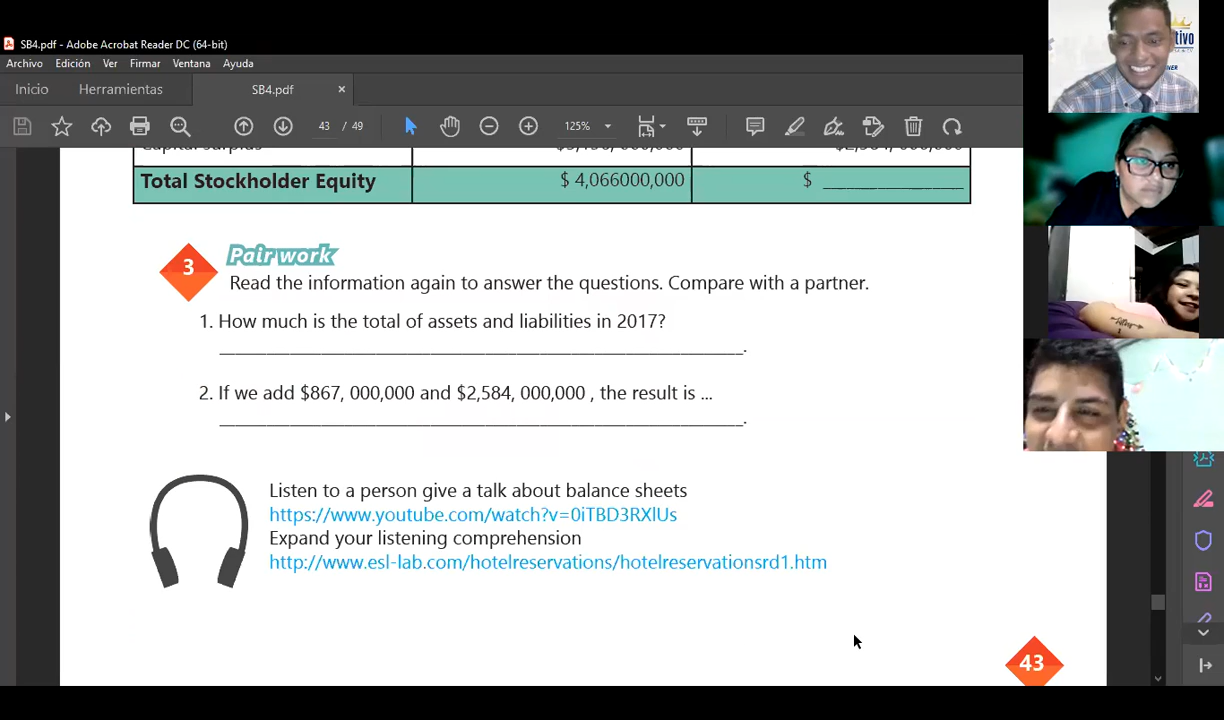 SB4.pdf - Adobe Acrobat Reader DC (64-bit)
Archivo Edición Ver Firmar Ventana Ayuda
Inicio Herramientas SB4.pdf ×
43 / 49 125%
Total Stockholder Equity $ 4,066000,000 $ _______________
3 Pair work
Read the information again to answer the questions. Compare with a partner.
1. How much is the total of assets and liabilities in 2017?
_______________________________________________________.
2. If we add $867, 000,000 and $2,584, 000,000 , the result is ...
_______________________________________________________.
Listen to a person give a talk about balance sheets
https://www.youtube.com/watch?v=0iTBD3RXlUs
Expand your listening comprehension
http://www.esl-lab.com/hotelreservations/hotelreservationsrd1.htm
43